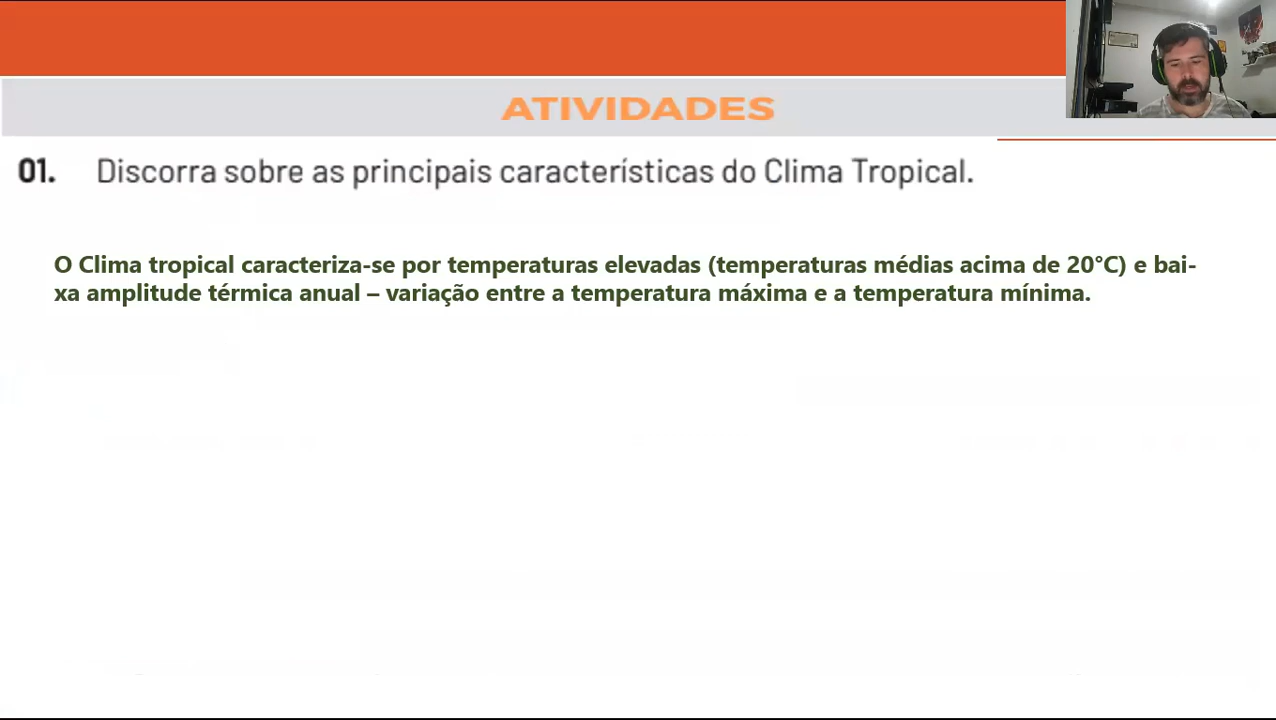 ATIVIDADES
01. Discorra sobre as principais características do Clima Tropical.
O Clima tropical caracteriza-se por temperaturas elevadas (temperaturas médias acima de 20°C) e bai-
xa amplitude térmica anual – variação entre a temperatura máxima e a temperatura mínima.